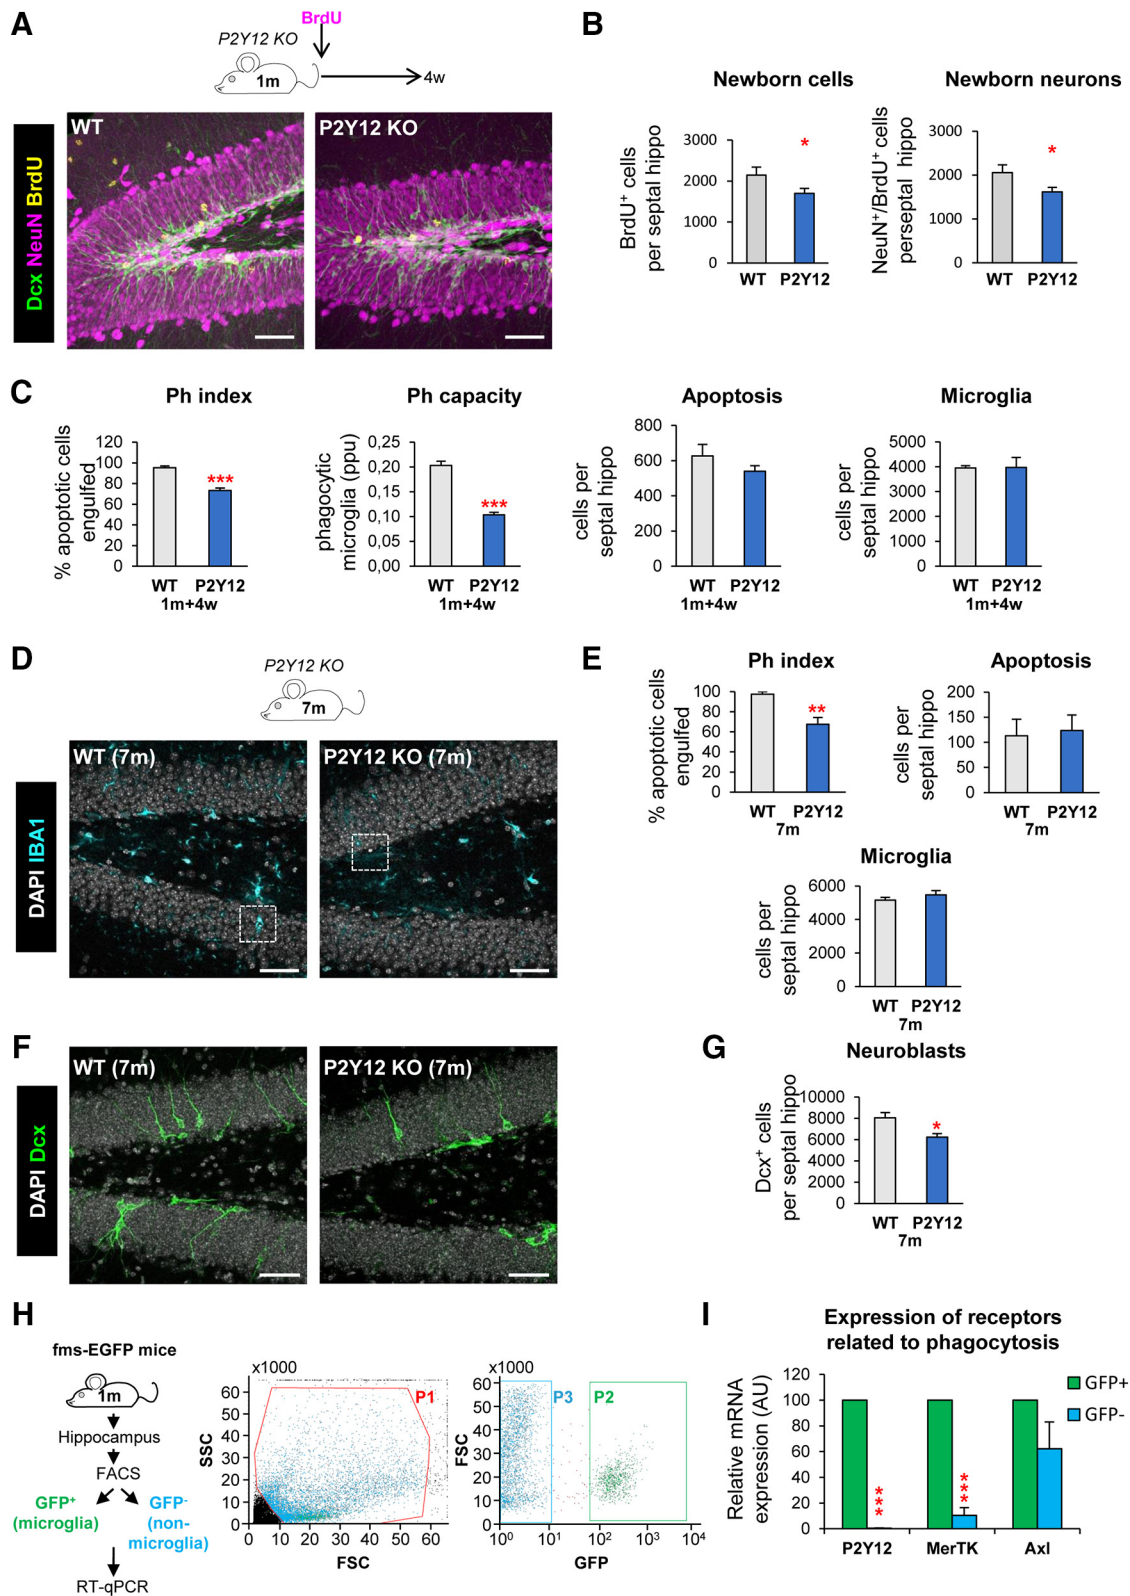 A
BrdU
P2Y12 KO
1m
4w
Dcx NeuN BrdU
WT
P2Y12 KO
B
Newborn cells
BrdU⁺ cells
per septal hippo
3000
2000
1000
0
*
WT P2Y12
Newborn neurons
NeuN⁺/BrdU⁺ cells
perseptal hippo
3000
2000
1000
0
*
WT P2Y12
C
Ph index
% apoptotic cells
engulfed
120
100
80
60
40
20
0
***
WT P2Y12
1m+4w
Ph capacity
phagocytic
microglia (ppu)
0,25
0,20
0,15
0,10
0,05
0,00
***
WT P2Y12
1m+4w
Apoptosis
cells per
septal hippo
800
600
400
200
0
WT P2Y12
1m+4w
Microglia
cells per
septal hippo
5000
4000
3000
2000
1000
0
WT P2Y12
1m+4w
D
P2Y12 KO
7m
DAPI IBA1
WT (7m)
P2Y12 KO (7m)
E
Ph index
% apoptotic cells
engulfed
100
80
60
40
20
0
**
WT P2Y12
7m
Apoptosis
cells per
septal hippo
200
150
100
50
0
WT P2Y12
7m
Microglia
cells per
septal hippo
6000
4000
2000
0
WT P2Y12
7m
F
DAPI Dcx
WT (7m)
P2Y12 KO (7m)
G
Neuroblasts
Dcx⁺ cells
per septal hippo
10000
8000
6000
4000
2000
0
*
WT P2Y12
7m
H
fms-EGFP mice
1m
Hippocampus
FACS
GFP⁺
(microglia)
GFP⁻
(non-
microglia)
RT-qPCR
x1000
SSC
60
50
40
30
20
10
0
P1
0 10 20 30 40 50 60
FSC
x1000
FSC
60
50
40
30
20
10
0
P3
P2
10⁰ 10¹ 10² 10³ 10⁴
GFP
I
Expression of receptors
related to phagocytosis
Relative mRNA
expression (AU)
120
100
80
60
40
20
0
GFP+
GFP-
***
***
P2Y12 MerTK Axl